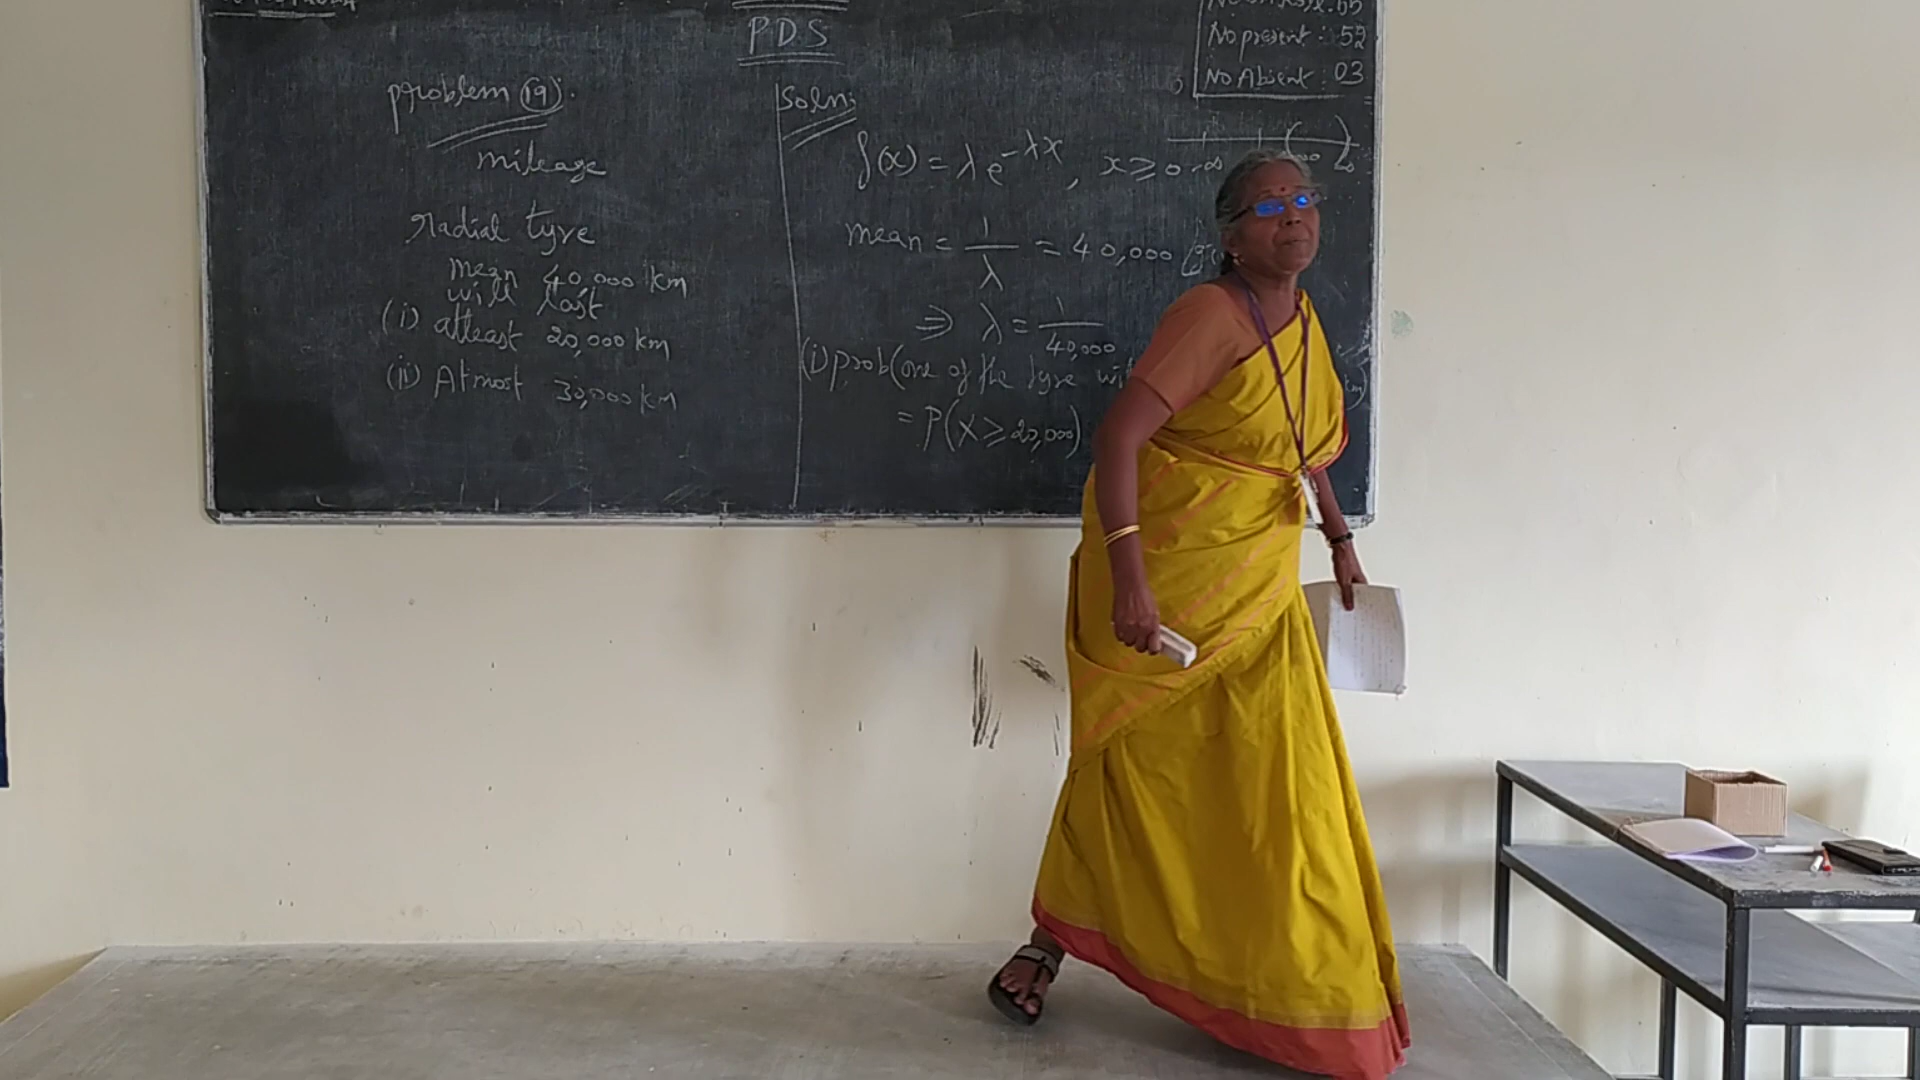 PDS
No present : 52
No Absent : 03
problem (19):
mileage
radial tyre
mean 40,000 km
will last
(i) atleast 20,000 km
(ii) Atmost 30,000 km
Soln:
f(x) = λe^{-λx}, x ≥ 0
mean = 1/λ = 40,000
⇒ λ = 1/40,000
(i) prob(one of the tyre wi
km)
= P(X ≥ 20,000)